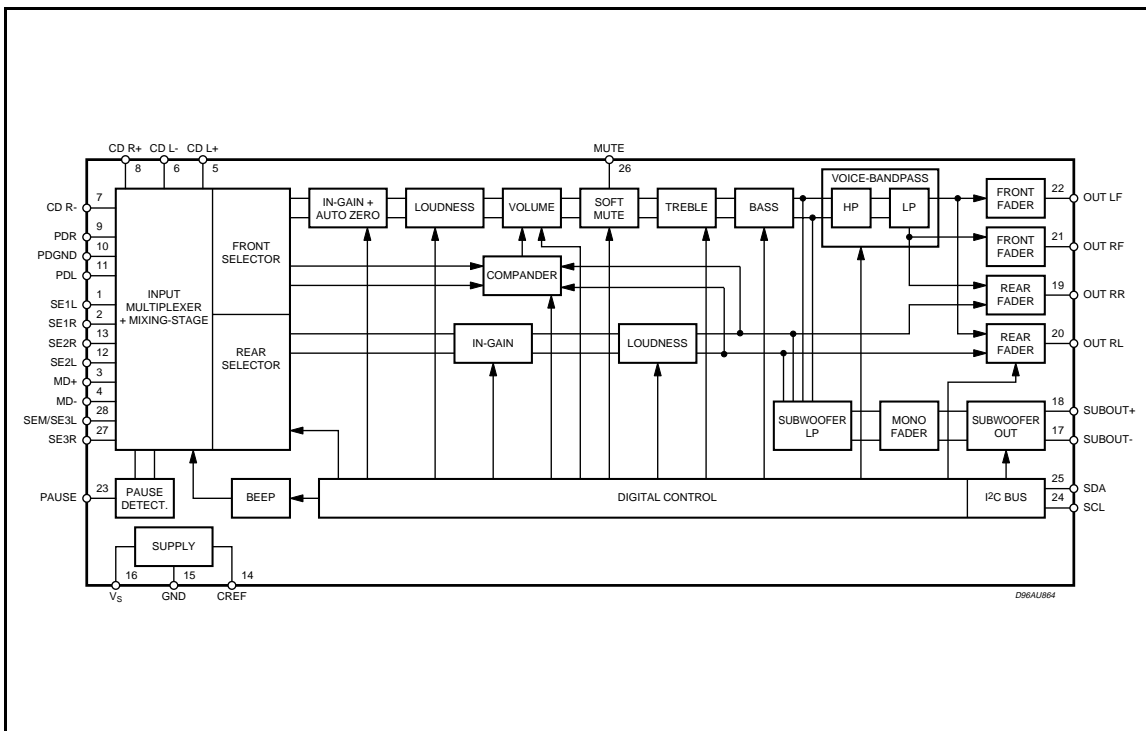 CD R+ CD L- CD L+ MUTE
8 6 5 26
VOICE-BANDPASS
7
CD R-
9
PDR
10
PDGND
11
PDL
1
SE1L
2
SE1R
13
SE2R
12
SE2L
3
MD+
4
MD-
28
SEM/SE3L
27
SE3R
INPUT
MULTIPLEXER
+ MIXING-STAGE
FRONT
SELECTOR
REAR
SELECTOR
IN-GAIN +
AUTO ZERO
LOUDNESS
VOLUME
SOFT
MUTE
TREBLE
BASS
HP
LP
FRONT
FADER
22
OUT LF
FRONT
FADER
21
OUT RF
COMPANDER
REAR
FADER
19
OUT RR
IN-GAIN
LOUDNESS
REAR
FADER
20
OUT RL
SUBWOOFER
LP
MONO
FADER
SUBWOOFER
OUT
18
SUBOUT+
17
SUBOUT-
PAUSE
23
PAUSE
DETECT.
BEEP
DIGITAL CONTROL
I²C BUS
25
SDA
24
SCL
SUPPLY
16 15 14
VS GND CREF
D96AU864